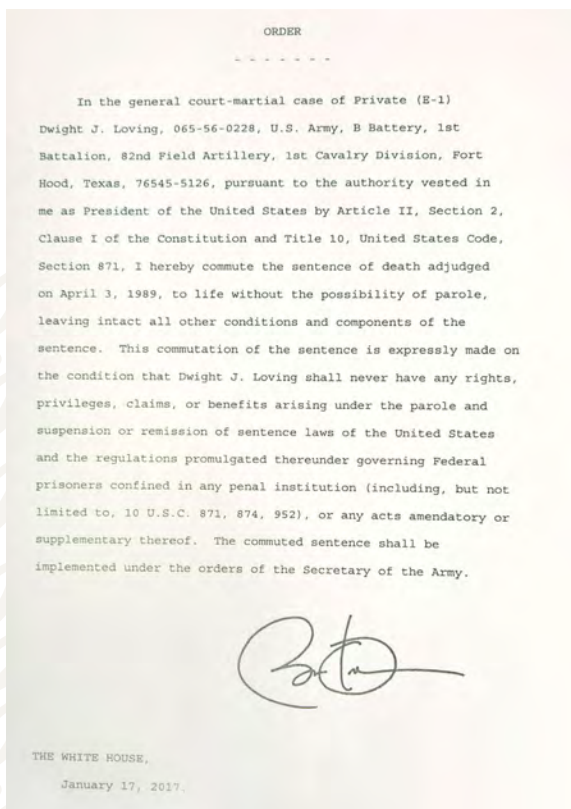 ORDER
- - - - - - -
In the general court-martial case of Private (E-1)
Dwight J. Loving, 065-56-0228, U.S. Army, B Battery, 1st
Battalion, 82nd Field Artillery, 1st Cavalry Division, Fort
Hood, Texas, 76545-5126, pursuant to the authority vested in
me as President of the United States by Article II, Section 2,
Clause I of the Constitution and Title 10, United States Code,
Section 871, I hereby commute the sentence of death adjudged
on April 3, 1989, to life without the possibility of parole,
leaving intact all other conditions and components of the
sentence. This commutation of the sentence is expressly made on
the condition that Dwight J. Loving shall never have any rights,
privileges, claims, or benefits arising under the parole and
suspension or remission of sentence laws of the United States
and the regulations promulgated thereunder governing Federal
prisoners confined in any penal institution (including, but not
limited to, 10 U.S.C. 871, 874, 952), or any acts amendatory or
supplementary thereof. The commuted sentence shall be
implemented under the orders of the Secretary of the Army.
THE WHITE HOUSE,
January 17, 2017.